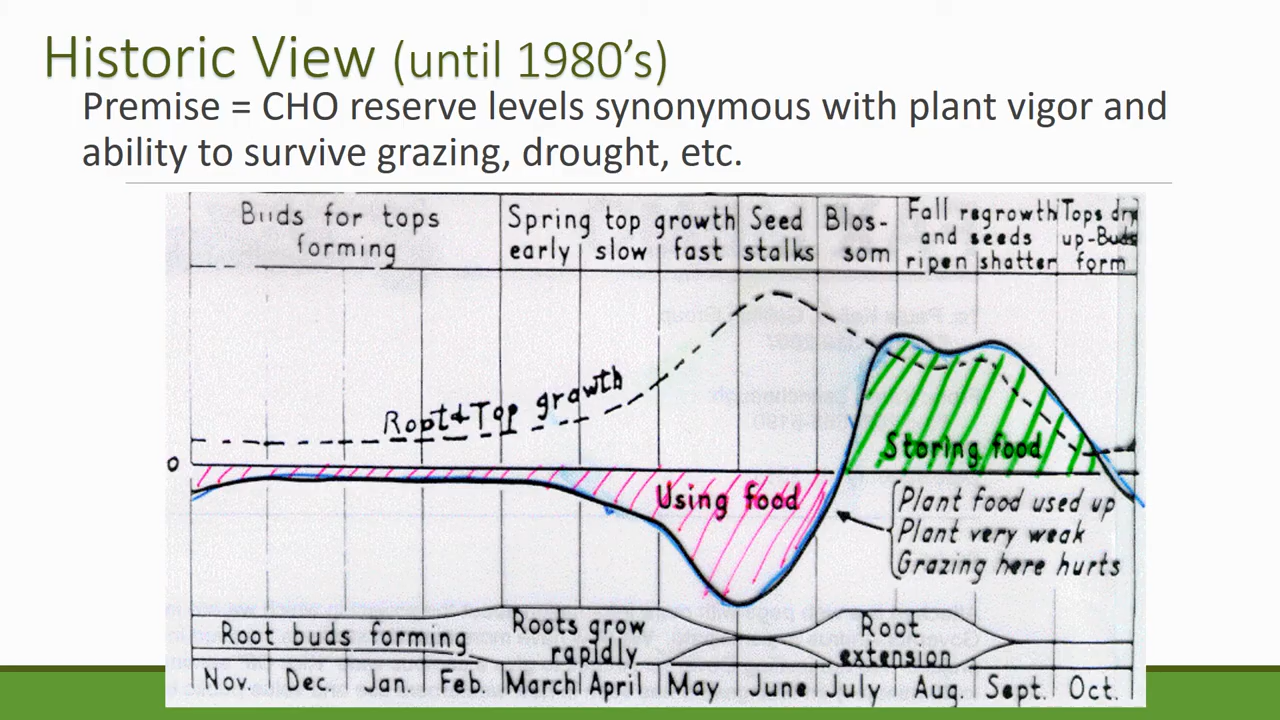 Historic View (until 1980's)
Premise = CHO reserve levels synonymous with plant vigor and
ability to survive grazing, drought, etc.
Buds for tops
forming
Spring top growth
early slow fast
Seed
stalks
Blos-
som
Fall regrowth
and seeds
ripen shatter
Tops dry
up-Buds
form
Root & Top growth
0
Using food
Storing food
Plant food used up
Plant very weak
Grazing here hurts
Root buds forming
Roots grow
rapidly
Root
extension
Nov. Dec. Jan. Feb. March April May June July Aug. Sept. Oct.